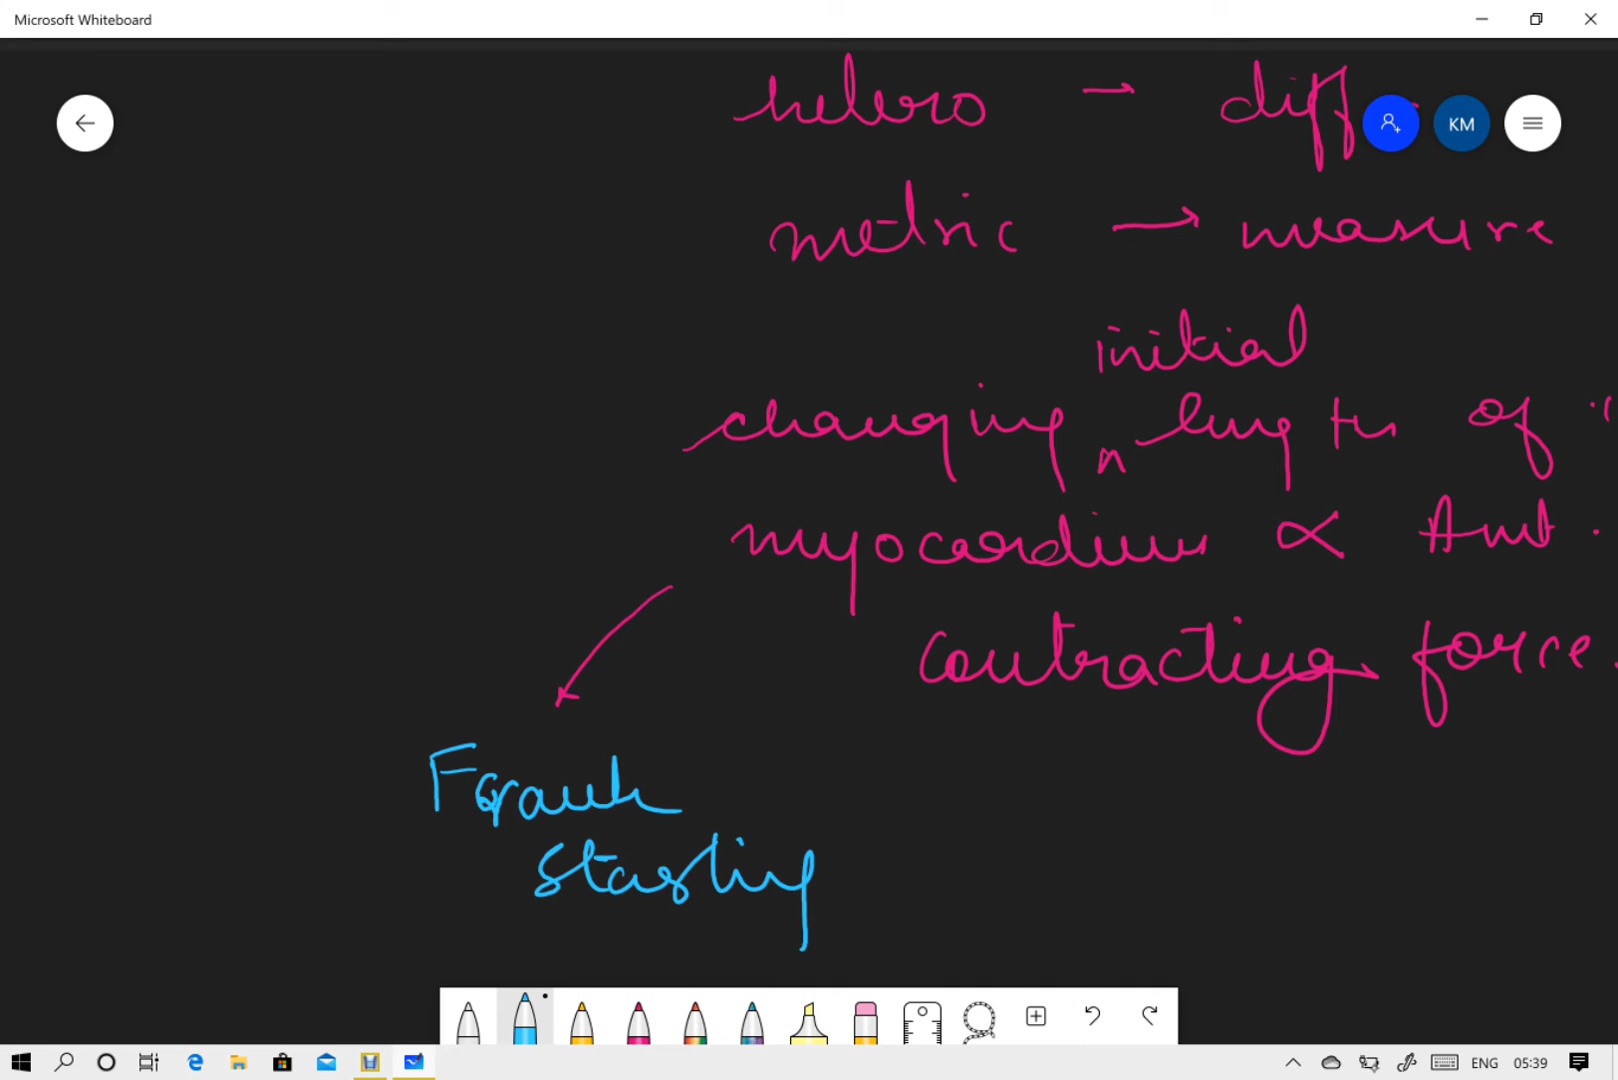 Microsoft Whiteboard
hetero → diff
KM
metric → measure
initial
changing ^ length of
myocardium ∝ Amt.
contracting force.
Frank
Starling
ENG 05:39